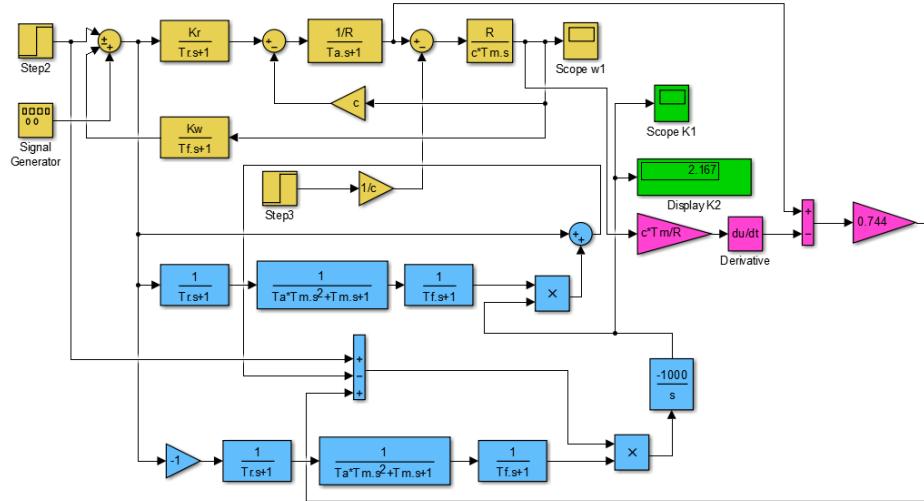 Step2
±
+
Kr
Tr.s+1
+
−
1/R
Ta.s+1
+
−
R
c*Tm.s
Scope w1
Signal
Generator
Kw
Tf.s+1
c
Step3
1/c
Scope K1
2.167
Display K2
c*Tm/R
du/dt
Derivative
+
−
0.744
+
+
1
Tr.s+1
1
Ta*Tm.s²+Tm.s+1
1
Tf.s+1
×
+
−
+
-1000
s
-1
1
Tr.s+1
1
Ta*Tm.s²+Tm.s+1
1
Tf.s+1
×